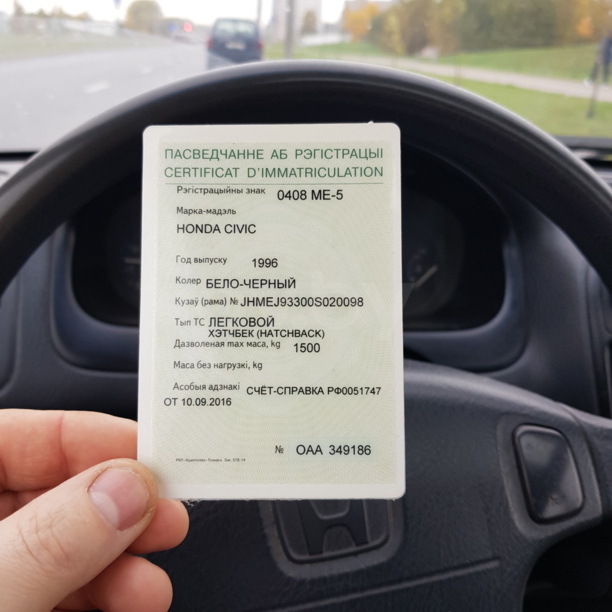 ПАСВЕДЧАННЕ АБ РЭГІСТРАЦЫІ
CERTIFICAT D'IMMATRICULATION
Рэгістрацыйны знак 0408 ME-5
Марка-мадэль
HONDA CIVIC
Год выпуску 1996
Колер БЕЛО-ЧЕРНЫЙ
Кузаў (рама) № JHMEJ93300S020098
Тып ТС ЛЕГКОВОЙ
ХЭТЧБЕК (HATCHBACK)
Дазволеная max маса, kg 1500
Маса без нагрузкі, kg
Асобыя адзнакі СЧЁТ-СПРАВКА РФ0051747
ОТ 10.09.2016
№ ОАА 349186